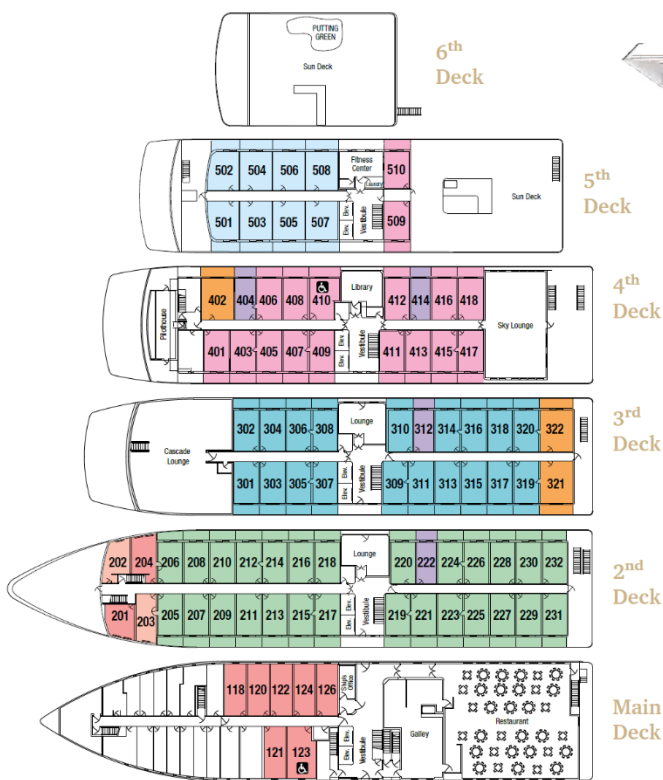 PUTTING
GREEN
Sun Deck
6th
Deck
502 504 506 508 Fitness Center 510
Laundry
501 503 505 507 Elev. Elev. Vestibule 509
Sun Deck
5th
Deck
402 404 406 408 410 Library 412 414 416 418
Pilothouse
Sky Lounge
401 403 405 407 409 Elev. Elev. Vestibule 411 413 415 417
4th
Deck
302 304 306 308 Lounge 310 312 314 316 318 320 322
Cascade
Lounge
301 303 305 307 Elev. Elev. Vestibule 309 311 313 315 317 319 321
3rd
Deck
202 204 206 208 210 212 214 216 218 Lounge 220 222 224 226 228 230 232
201 203 205 207 209 211 213 215 217 Elev. Elev. Vestibule 219 221 223 225 227 229 231
2nd
Deck
118 120 122 124 126 Ship's Office
Restaurant
121 123 Elev. Elev. Vestibule Galley
Main
Deck